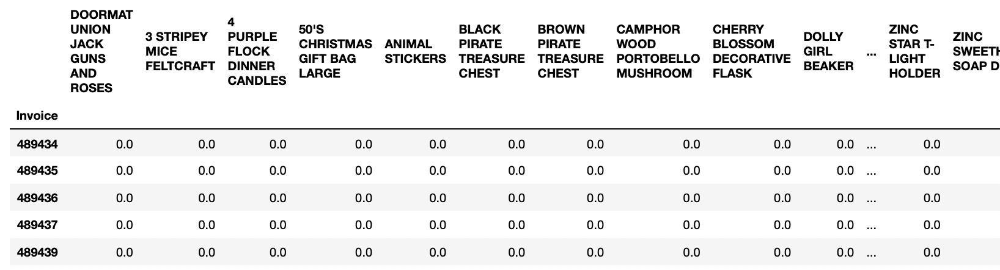 DOORMAT
UNION
JACK
GUNS
AND
ROSES
3 STRIPEY
MICE
FELTCRAFT
4
PURPLE
FLOCK
DINNER
CANDLES
50'S
CHRISTMAS
GIFT BAG
LARGE
ANIMAL
STICKERS
BLACK
PIRATE
TREASURE
CHEST
BROWN
PIRATE
TREASURE
CHEST
CAMPHOR
WOOD
PORTOBELLO
MUSHROOM
CHERRY
BLOSSOM
DECORATIVE
FLASK
DOLLY
GIRL
BEAKER
...
ZINC
STAR T-
LIGHT
HOLDER
ZINC
SWEETH
SOAP D
Invoice
489434 0.0 0.0 0.0 0.0 0.0 0.0 0.0 0.0 0.0 0.0 ... 0.0
489435 0.0 0.0 0.0 0.0 0.0 0.0 0.0 0.0 0.0 0.0 ... 0.0
489436 0.0 0.0 0.0 0.0 0.0 0.0 0.0 0.0 0.0 0.0 ... 0.0
489437 0.0 0.0 0.0 0.0 0.0 0.0 0.0 0.0 0.0 0.0 ... 0.0
489439 0.0 0.0 0.0 0.0 0.0 0.0 0.0 0.0 0.0 0.0 ... 0.0